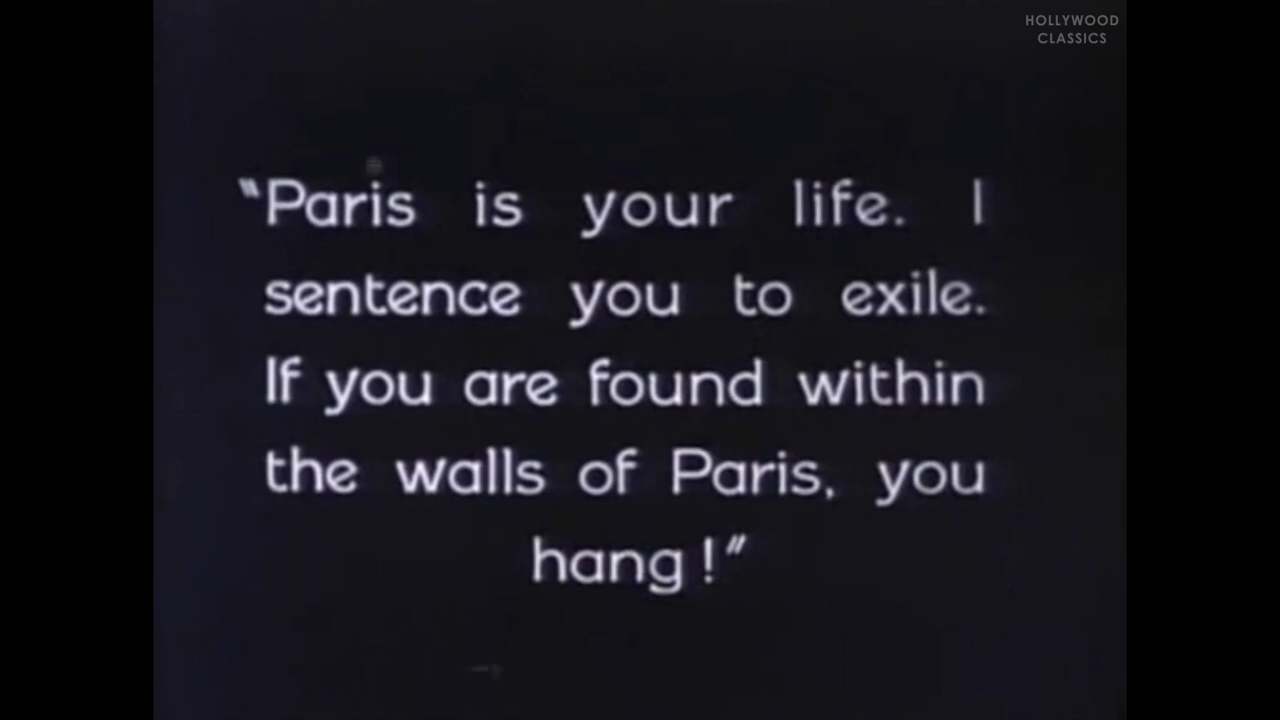 HOLLYWOOD
CLASSICS
"Paris is your life. I
sentence you to exile.
If you are found within
the walls of Paris, you
hang!"